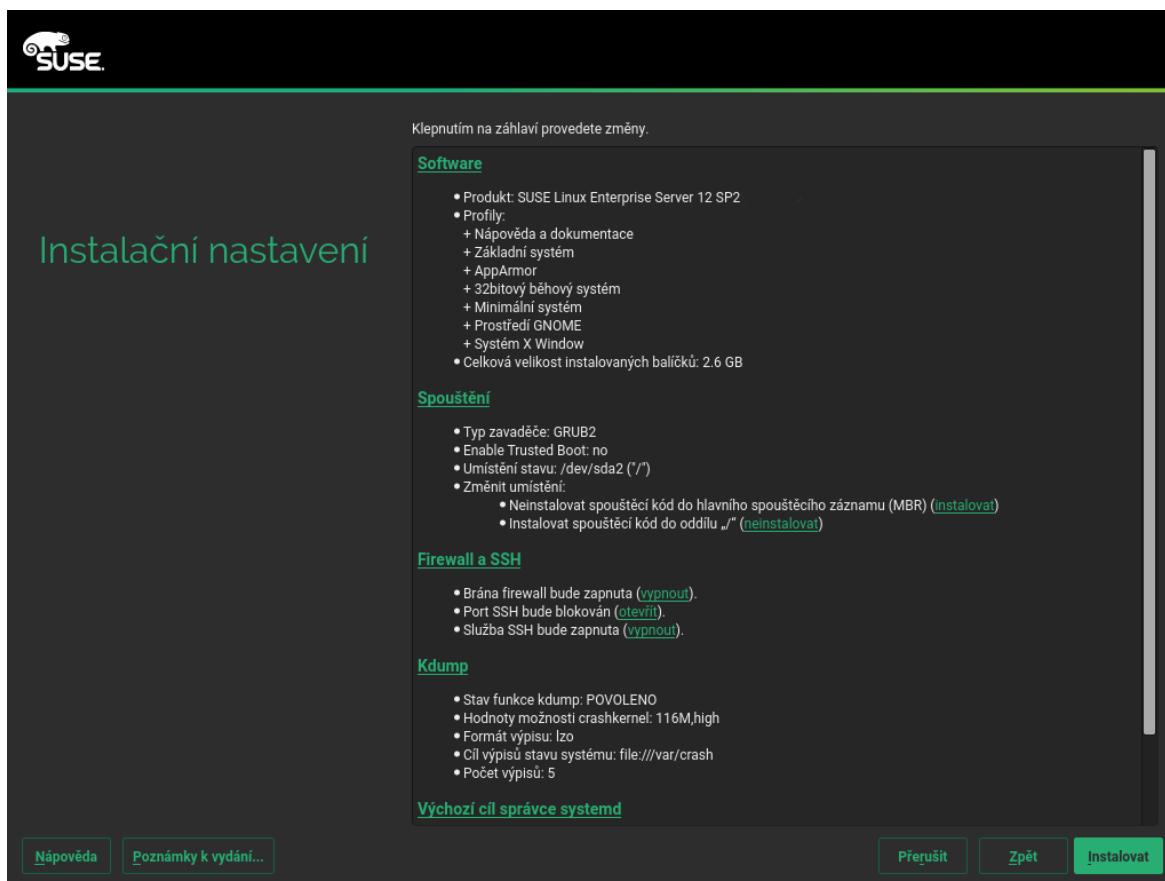 SUSE.
Klepnutím na záhlaví provedete změny.
Instalační nastavení
Software
Produkt: SUSE Linux Enterprise Server 12 SP2
Profily:
+ Nápověda a dokumentace
+ Základní systém
+ AppArmor
+ 32bitový běhový systém
+ Minimální systém
+ Prostředí GNOME
+ Systém X Window
Celková velikost instalovaných balíčků: 2.6 GB
Spouštění
Typ zavaděče: GRUB2
Enable Trusted Boot: no
Umístění stavu: /dev/sda2 ("/")
Změnit umístění:
Neinstalovat spouštěcí kód do hlavního spouštěcího záznamu (MBR) (instalovat)
Instalovat spouštěcí kód do oddílu „/“ (neinstalovat)
Firewall a SSH
Brána firewall bude zapnuta (vypnout).
Port SSH bude blokován (otevřít).
Služba SSH bude zapnuta (vypnout).
Kdump
Stav funkce kdump: POVOLENO
Hodnoty možnosti crashkernel: 116M,high
Formát výpisu: lzo
Cíl výpisů stavu systému: file:///var/crash
Počet výpisů: 5
Výchozí cíl správce systemd
Nápověda
Poznámky k vydání...
Přerušit
Zpět
Instalovat